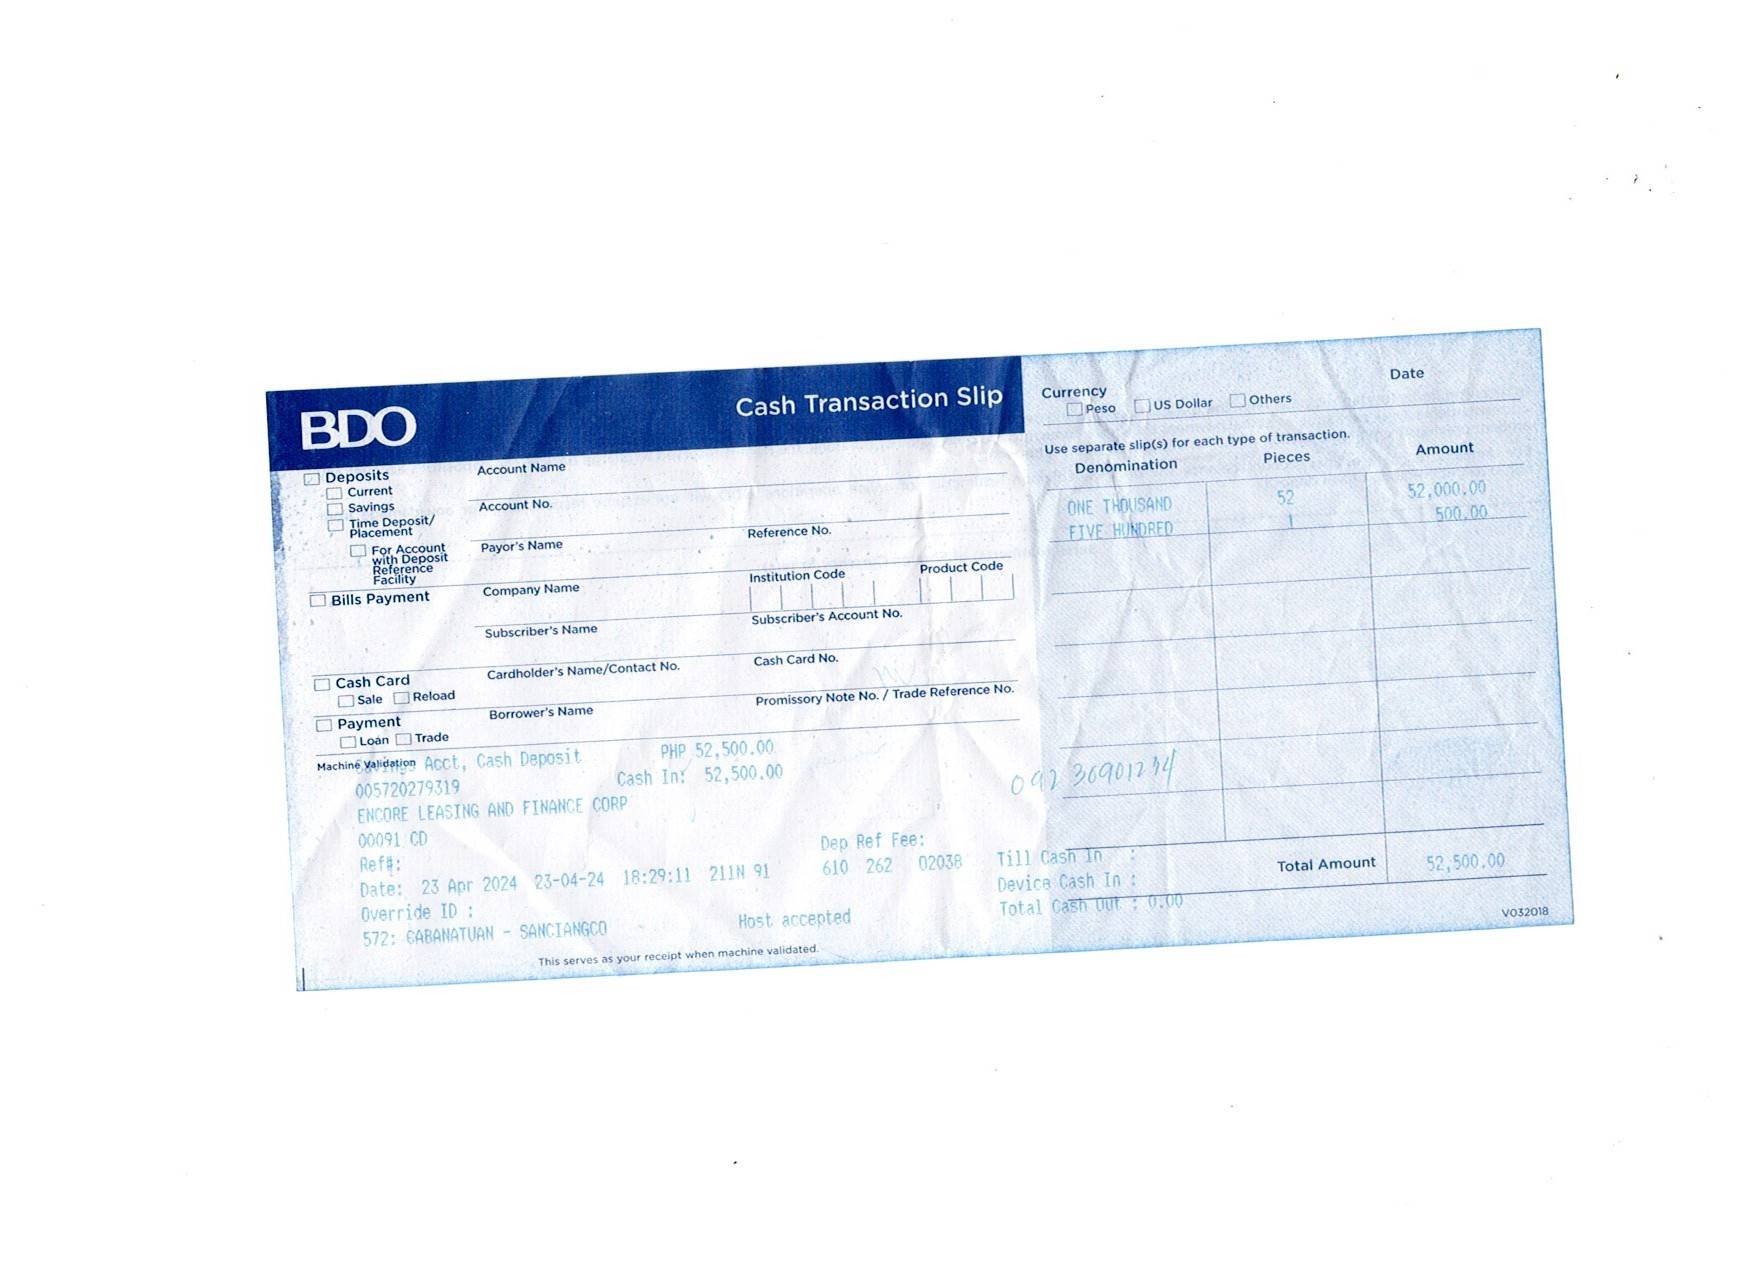 BDO
Cash Transaction Slip
Deposits
Current
Savings
Time Deposit/
Placement
For Account
with Deposit
Reference
Facility
Account Name
Account No.
Payor's Name
Reference No.
Bills Payment
Company Name
Institution Code
Product Code
Subscriber's Name
Subscriber's Account No.
Cash Card
Sale Reload
Cardholder's Name/Contact No.
Cash Card No.
Payment
Loan Trade
Borrower's Name
Promissory Note No. / Trade Reference No.
Machine Validation
Savings Acct, Cash Deposit PHP 52,500.00
005720279319 Cash In: 52,500.00
ENCORE LEASING AND FINANCE CORP
00091 CD
Ref#: Dep Ref Fee:
Date: 23 Apr 2024 23-04-24 18:29:11 211N 91 610 262 02038
Override ID :
572: CABANATUAN - SANCIANGCO Host accepted
This serves as your receipt when machine validated.
Currency
Peso US Dollar Others
Date
Use separate slip(s) for each type of transaction.
Denomination Pieces Amount
ONE THOUSAND 52 52,000.00
FIVE HUNDRED 1 500.00
09236901234
Till Cash In :
Device Cash In :
Total Cash Out : 0.00
Total Amount 52,500.00
V032018